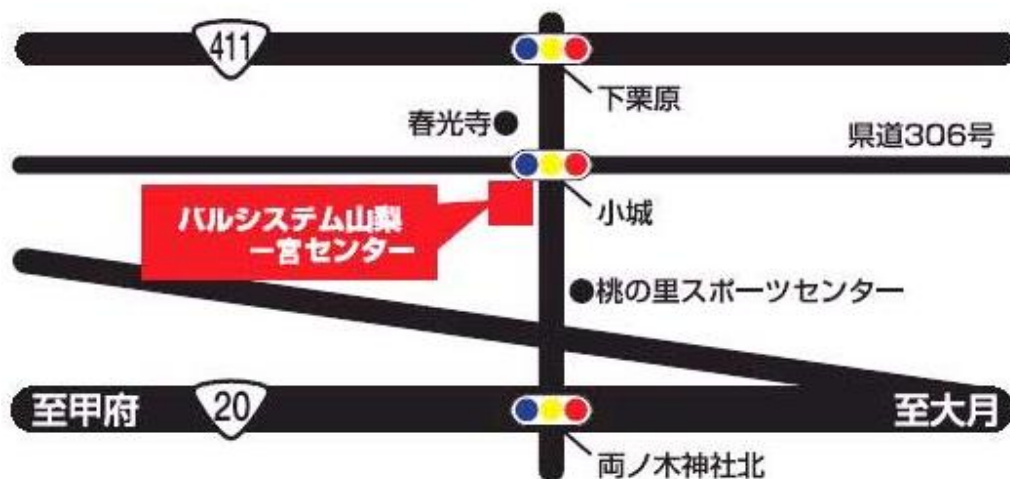 411
下栗原
春光寺
県道306号
小城
パルシステム山梨
一宮センター
桃の里スポーツセンター
至甲府
20
至大月
両ノ木神社北